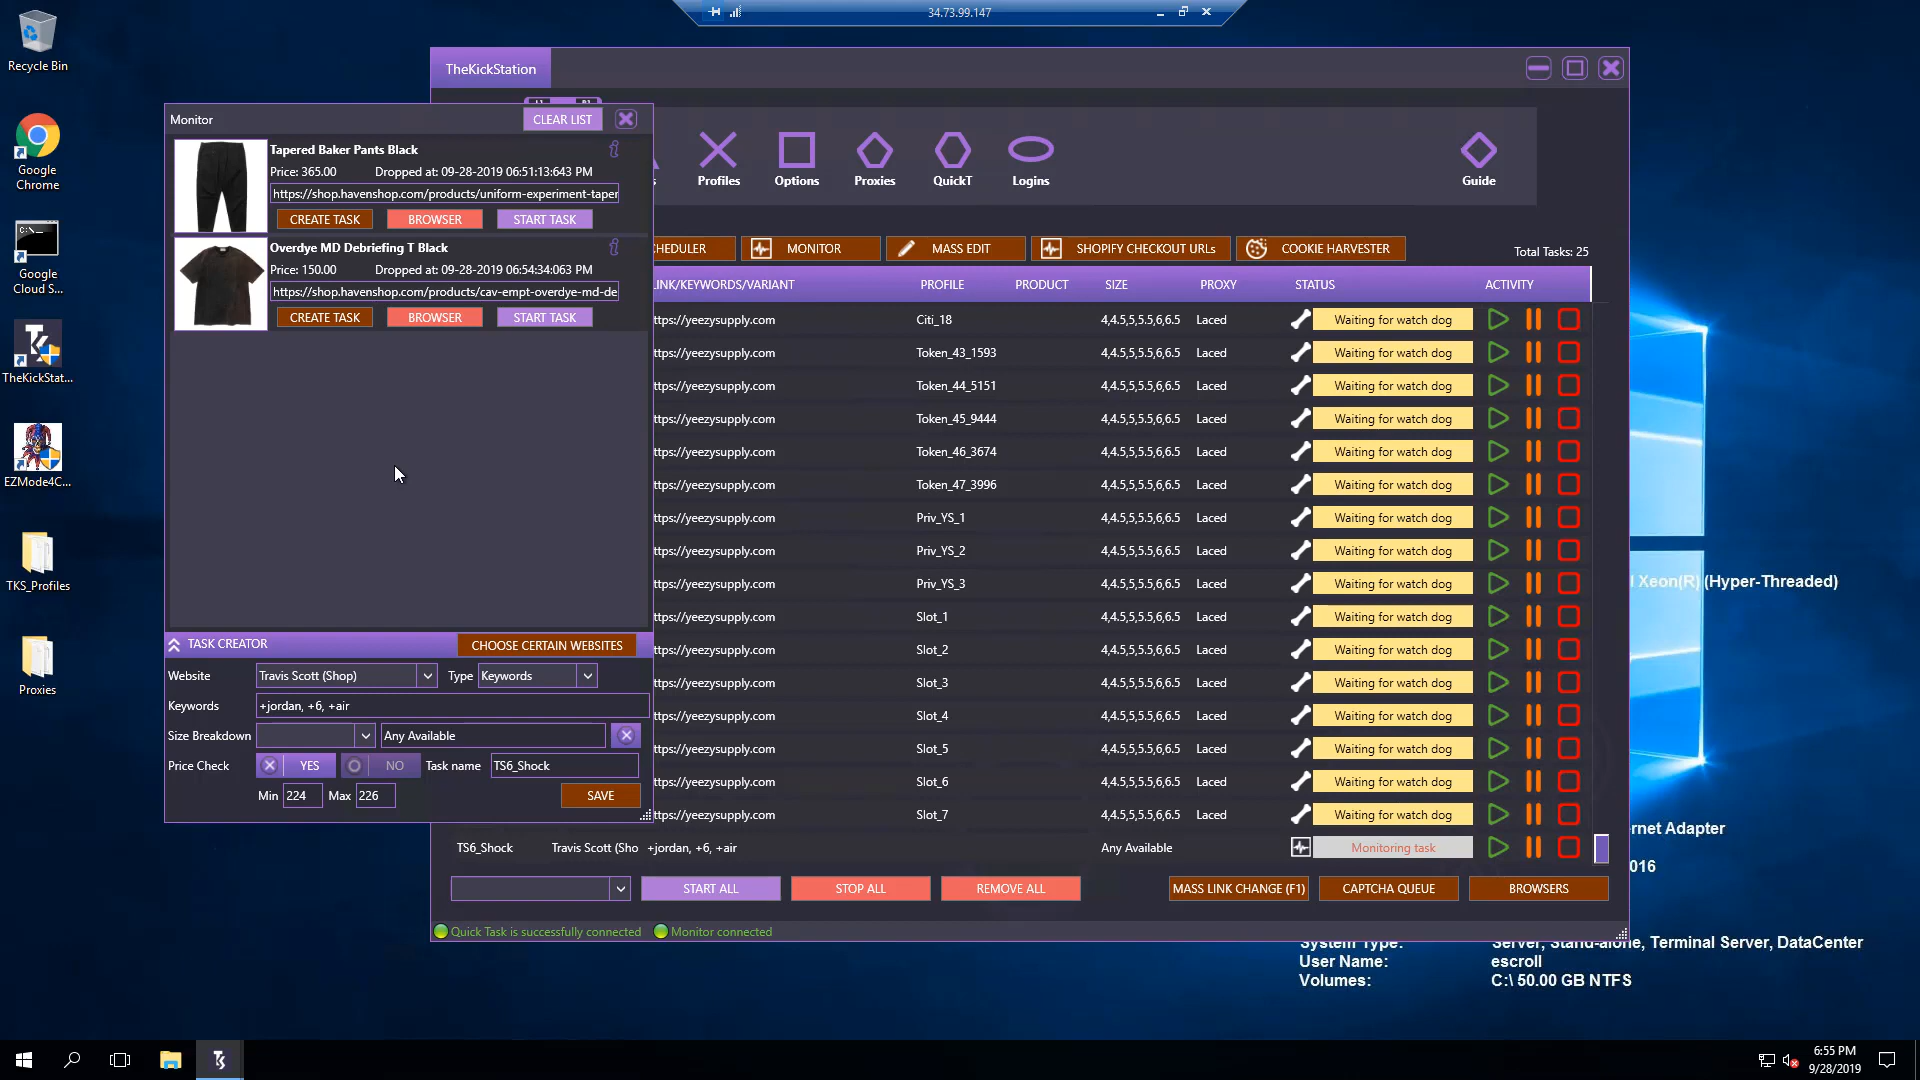 34.73.99.147
Recycle Bin
Google
Chrome
Google
Cloud S...
TheKickStat...
EZMode4C...
TKS_Profiles
Proxies
TheKickStation
Profiles
Options
Proxies
QuickT
Logins
Guide
CHEDULER
MONITOR
MASS EDIT
SHOPIFY CHECKOUT URLs
COOKIE HARVESTER
Total Tasks: 25
Monitor
CLEAR LIST
Tapered Baker Pants Black
Price: 365.00 Dropped at: 09-28-2019 06:51:13:643 PM
https://shop.havenshop.com/products/uniform-experiment-taper
CREATE TASK BROWSER START TASK
Overdye MD Debriefing T Black
Price: 150.00 Dropped at: 09-28-2019 06:54:34:063 PM
https://shop.havenshop.com/products/cav-empt-overdye-md-de
CREATE TASK BROWSER START TASK
TASK CREATOR CHOOSE CERTAIN WEBSITES
Website Travis Scott (Shop) Type Keywords
Keywords +jordan, +6, +air
Size Breakdown Any Available
Price Check YES NO Task name TS6_Shock
Min 224 Max 226 SAVE
LINK/KEYWORDS/VARIANT PROFILE PRODUCT SIZE PROXY STATUS ACTIVITY
ttps://yeezysupply.com Citi_18 4,4.5,5,5.5,6,6.5 Laced Waiting for watch dog
ttps://yeezysupply.com Token_43_1593 4,4.5,5,5.5,6,6.5 Laced Waiting for watch dog
ttps://yeezysupply.com Token_44_5151 4,4.5,5,5.5,6,6.5 Laced Waiting for watch dog
ttps://yeezysupply.com Token_45_9444 4,4.5,5,5.5,6,6.5 Laced Waiting for watch dog
ttps://yeezysupply.com Token_46_3674 4,4.5,5,5.5,6,6.5 Laced Waiting for watch dog
ttps://yeezysupply.com Token_47_3996 4,4.5,5,5.5,6,6.5 Laced Waiting for watch dog
ttps://yeezysupply.com Priv_YS_1 4,4.5,5,5.5,6,6.5 Laced Waiting for watch dog
ttps://yeezysupply.com Priv_YS_2 4,4.5,5,5.5,6,6.5 Laced Waiting for watch dog
ttps://yeezysupply.com Priv_YS_3 4,4.5,5,5.5,6,6.5 Laced Waiting for watch dog
ttps://yeezysupply.com Slot_1 4,4.5,5,5.5,6,6.5 Laced Waiting for watch dog
ttps://yeezysupply.com Slot_2 4,4.5,5,5.5,6,6.5 Laced Waiting for watch dog
ttps://yeezysupply.com Slot_3 4,4.5,5,5.5,6,6.5 Laced Waiting for watch dog
ttps://yeezysupply.com Slot_4 4,4.5,5,5.5,6,6.5 Laced Waiting for watch dog
ttps://yeezysupply.com Slot_5 4,4.5,5,5.5,6,6.5 Laced Waiting for watch dog
ttps://yeezysupply.com Slot_6 4,4.5,5,5.5,6,6.5 Laced Waiting for watch dog
ttps://yeezysupply.com Slot_7 4,4.5,5,5.5,6,6.5 Laced Waiting for watch dog
TS6_Shock Travis Scott (Sho +jordan, +6, +air Any Available Monitoring task
START ALL STOP ALL REMOVE ALL MASS LINK CHANGE (F1) CAPTCHA QUEUE BROWSERS
Quick Task is successfully connected Monitor connected
l Xeon(R) (Hyper-Threaded)
rnet Adapter
016
System Type: Server, Stand-alone, Terminal Server, DataCenter
User Name: escroll
Volumes: C:\ 50.00 GB NTFS
6:55 PM
9/28/2019